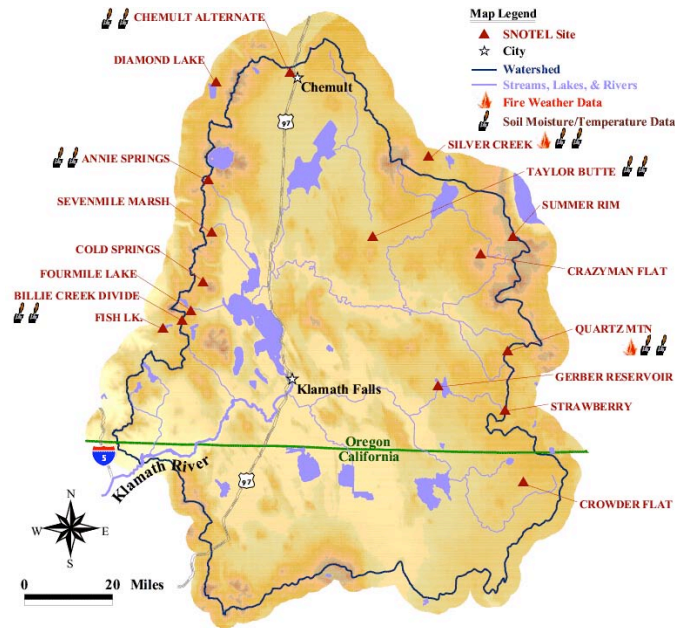 CHEMULT ALTERNATE
DIAMOND LAKE
Chemult
97
Map Legend
SNOTEL Site
City
Watershed
Streams, Lakes, & Rivers
Fire Weather Data
Soil Moisture/Temperature Data
SILVER CREEK
ANNIE SPRINGS
TAYLOR BUTTE
SEVENMILE MARSH
SUMMER RIM
COLD SPRINGS
CRAZYMAN FLAT
FOURMILE LAKE
BILLIE CREEK DIVIDE
FISH LK.
QUARTZ MTN
Klamath Falls
GERBER RESERVOIR
STRAWBERRY
Oregon
California
5
Klamath River
97
CROWDER FLAT
N
W E
S
0 20 Miles